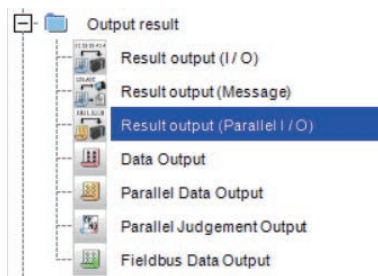 Output result
Result output (I / O)
Result output (Message)
Result output (Parallel I / O)
Data Output
Parallel Data Output
Parallel Judgement Output
Fieldbus Data Output